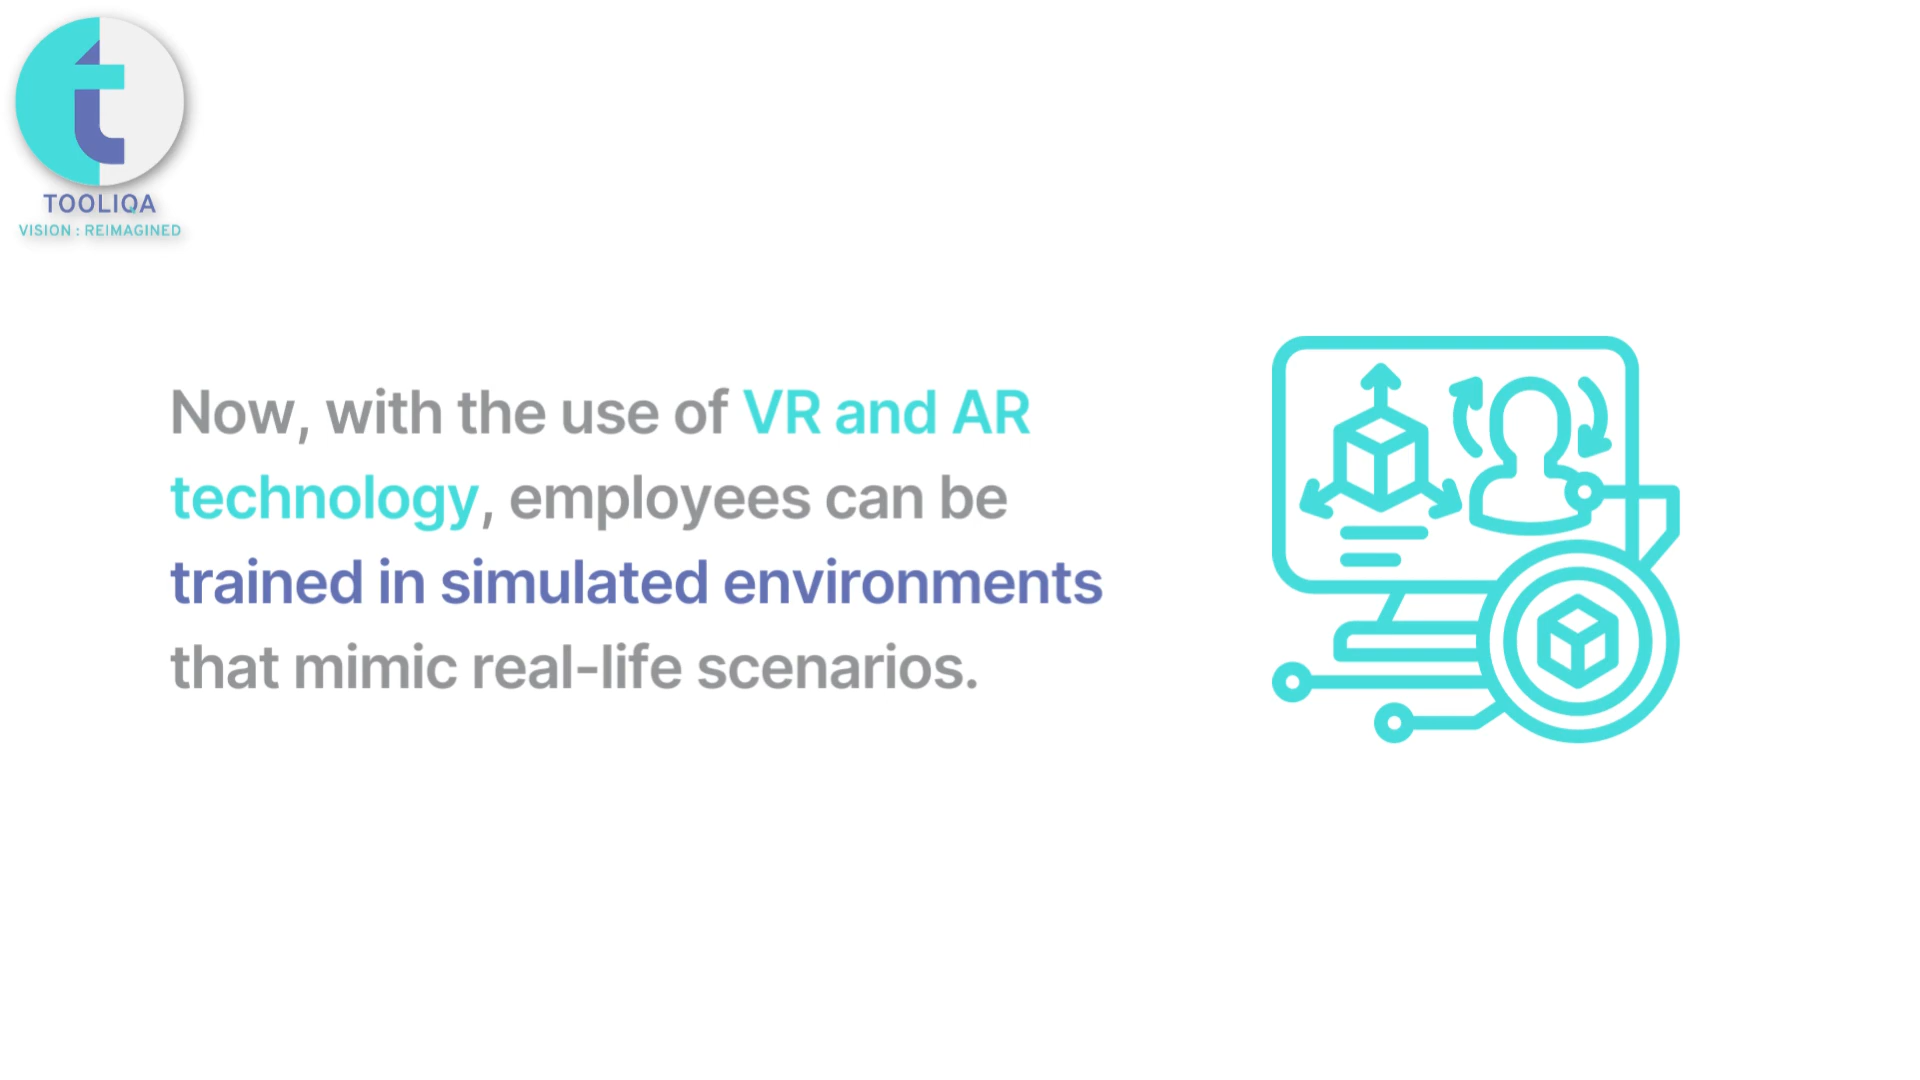 TOOLIQA
VISION : REIMAGINED
Now, with the use of VR and AR
technology, employees can be
trained in simulated environments
that mimic real-life scenarios.